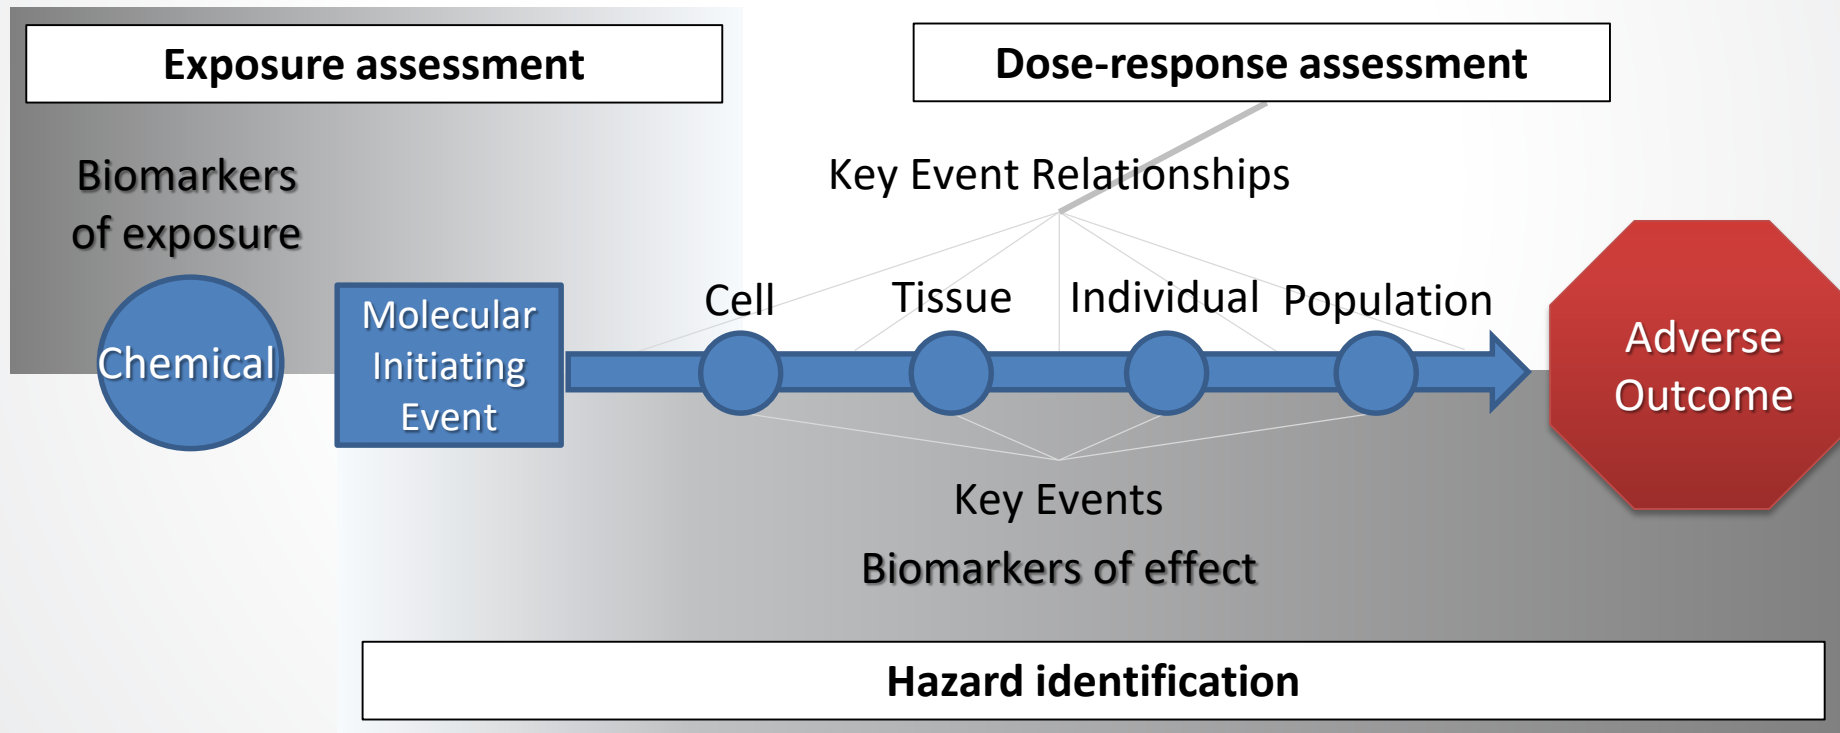 Exposure assessment
Dose-response assessment
Biomarkers
of exposure
Key Event Relationships
Chemical
Molecular
Initiating
Event
Cell
Tissue
Individual
Population
Adverse
Outcome
Key Events
Biomarkers of effect
Hazard identification